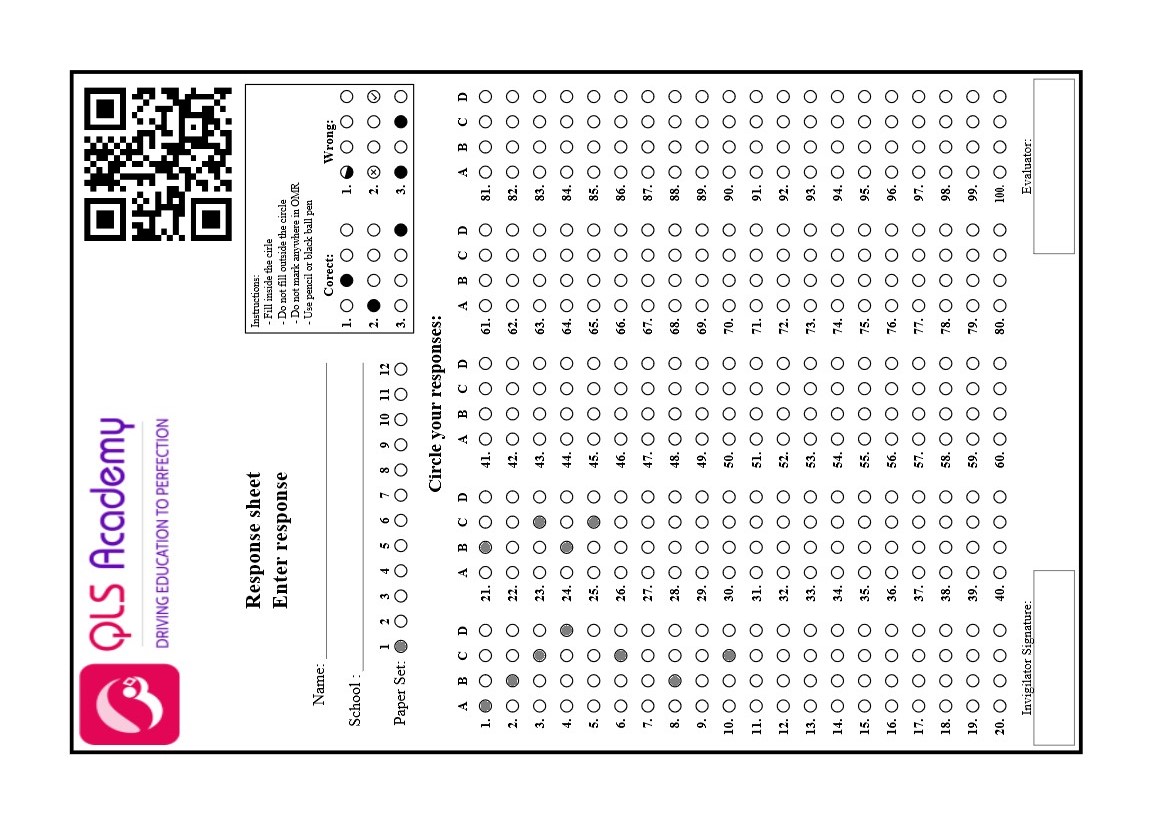 QLS Academy
DRIVING EDUCATION TO PERFECTION
Response sheet
Enter response
Name:
School :
1 2 3 4 5 6 7 8 9 10 11 12
Paper Set:
Instructions:
- Fill inside the cirle
- Do not fill outside the circle
- Do not mark anywhere in OMR
- Use pencil or black ball pen
Corect: Wrong:
1. 1.
2. 2.
3. 3.
Circle your responses:
A B C D A B C D A B C D A B C D A B C D
1. 21. 41. 61. 81.
2. 22. 42. 62. 82.
3. 23. 43. 63. 83.
4. 24. 44. 64. 84.
5. 25. 45. 65. 85.
6. 26. 46. 66. 86.
7. 27. 47. 67. 87.
8. 28. 48. 68. 88.
9. 29. 49. 69. 89.
10. 30. 50. 70. 90.
11. 31. 51. 71. 91.
12. 32. 52. 72. 92.
13. 33. 53. 73. 93.
14. 34. 54. 74. 94.
15. 35. 55. 75. 95.
16. 36. 56. 76. 96.
17. 37. 57. 77. 97.
18. 38. 58. 78. 98.
19. 39. 59. 79. 99.
20. 40. 60. 80. 100.
Invigilator Signature: Evaluator: